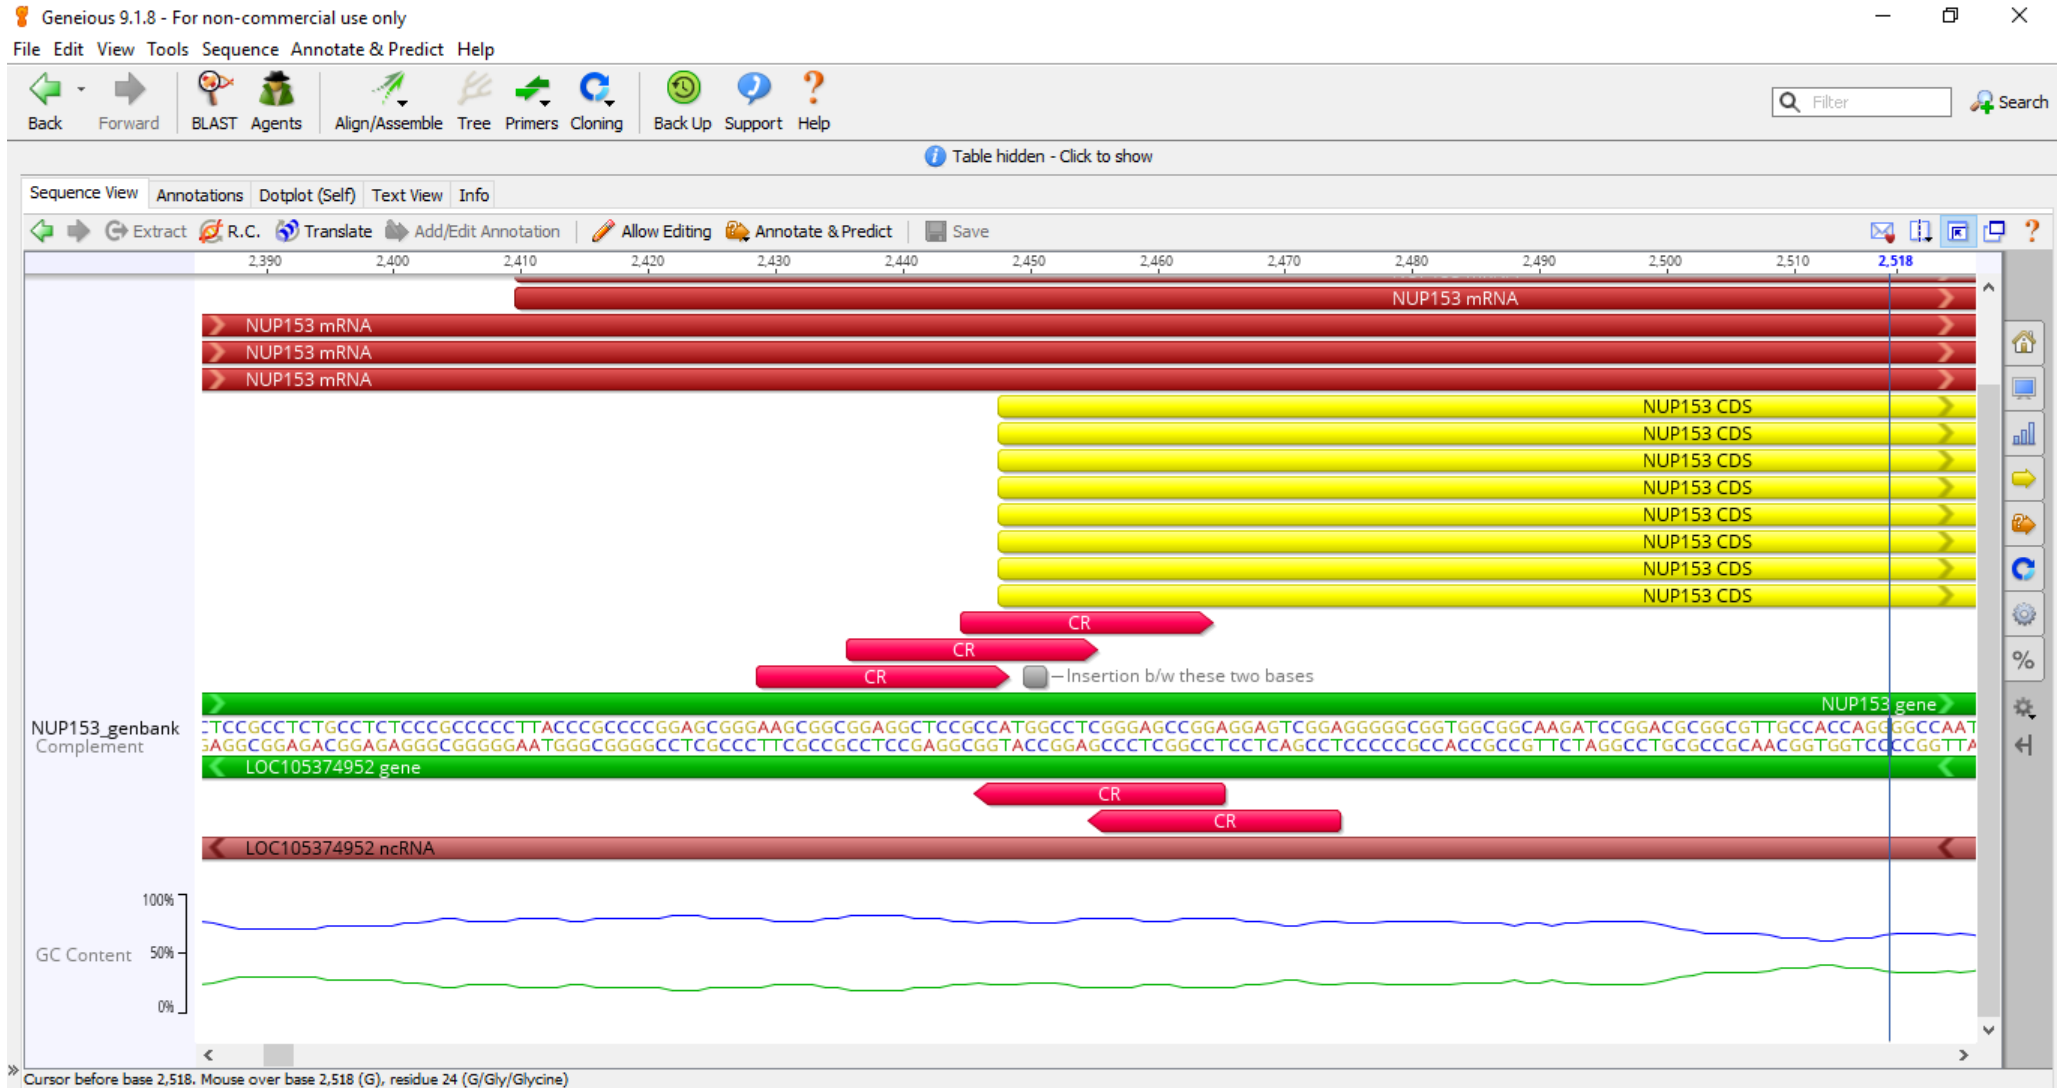 Geneious 9.1.8 - For non-commercial use only
File Edit View Tools Sequence Annotate & Predict Help
Back Forward BLAST Agents Align/Assemble Tree Primers Cloning Back Up Support Help Filter Search
Table hidden - Click to show
Sequence View Annotations Dotplot (Self) Text View Info
Extract R.C. Translate Add/Edit Annotation Allow Editing Annotate & Predict Save
2,390 2,400 2,410 2,420 2,430 2,440 2,450 2,460 2,470 2,480 2,490 2,500 2,510 2,518
NUP153 mRNA
NUP153 mRNA
NUP153 mRNA
NUP153 mRNA
NUP153 CDS
NUP153 CDS
NUP153 CDS
NUP153 CDS
NUP153 CDS
NUP153 CDS
NUP153 CDS
NUP153 CDS
CR
CR
CR Insertion b/w these two bases
NUP153 gene
NUP153_genbank CTCCGCCTCTGCCTCTCCCGCCCCCTTACCCGCCCCGGAGCGGGAAGCGGCGGAGGCTCCGCCATGGCCTCGGGAGCCGGAGGAGTCGGAGGGGGCGGTGGCGGCAAGATCCGGACGCGGCGTTGCCACCAGGGGCCAAT
Complement GAGGCGGAGACGGAGAGGGCGGGGGAATGGGCGGGGCCTCGCCCTTCGCCGCCTCCGAGGCGGTACCGGAGCCCTCGGCCTCCTCAGCCTCCCCCGCCACCGCCGTTCTAGGCCTGCGCCGCAACGGTGGTCCCCGGTTA
LOC105374952 gene
CR
CR
LOC105374952 ncRNA
100%
GC Content 50%
0%
Cursor before base 2,518. Mouse over base 2,518 (G), residue 24 (G/Gly/Glycine)